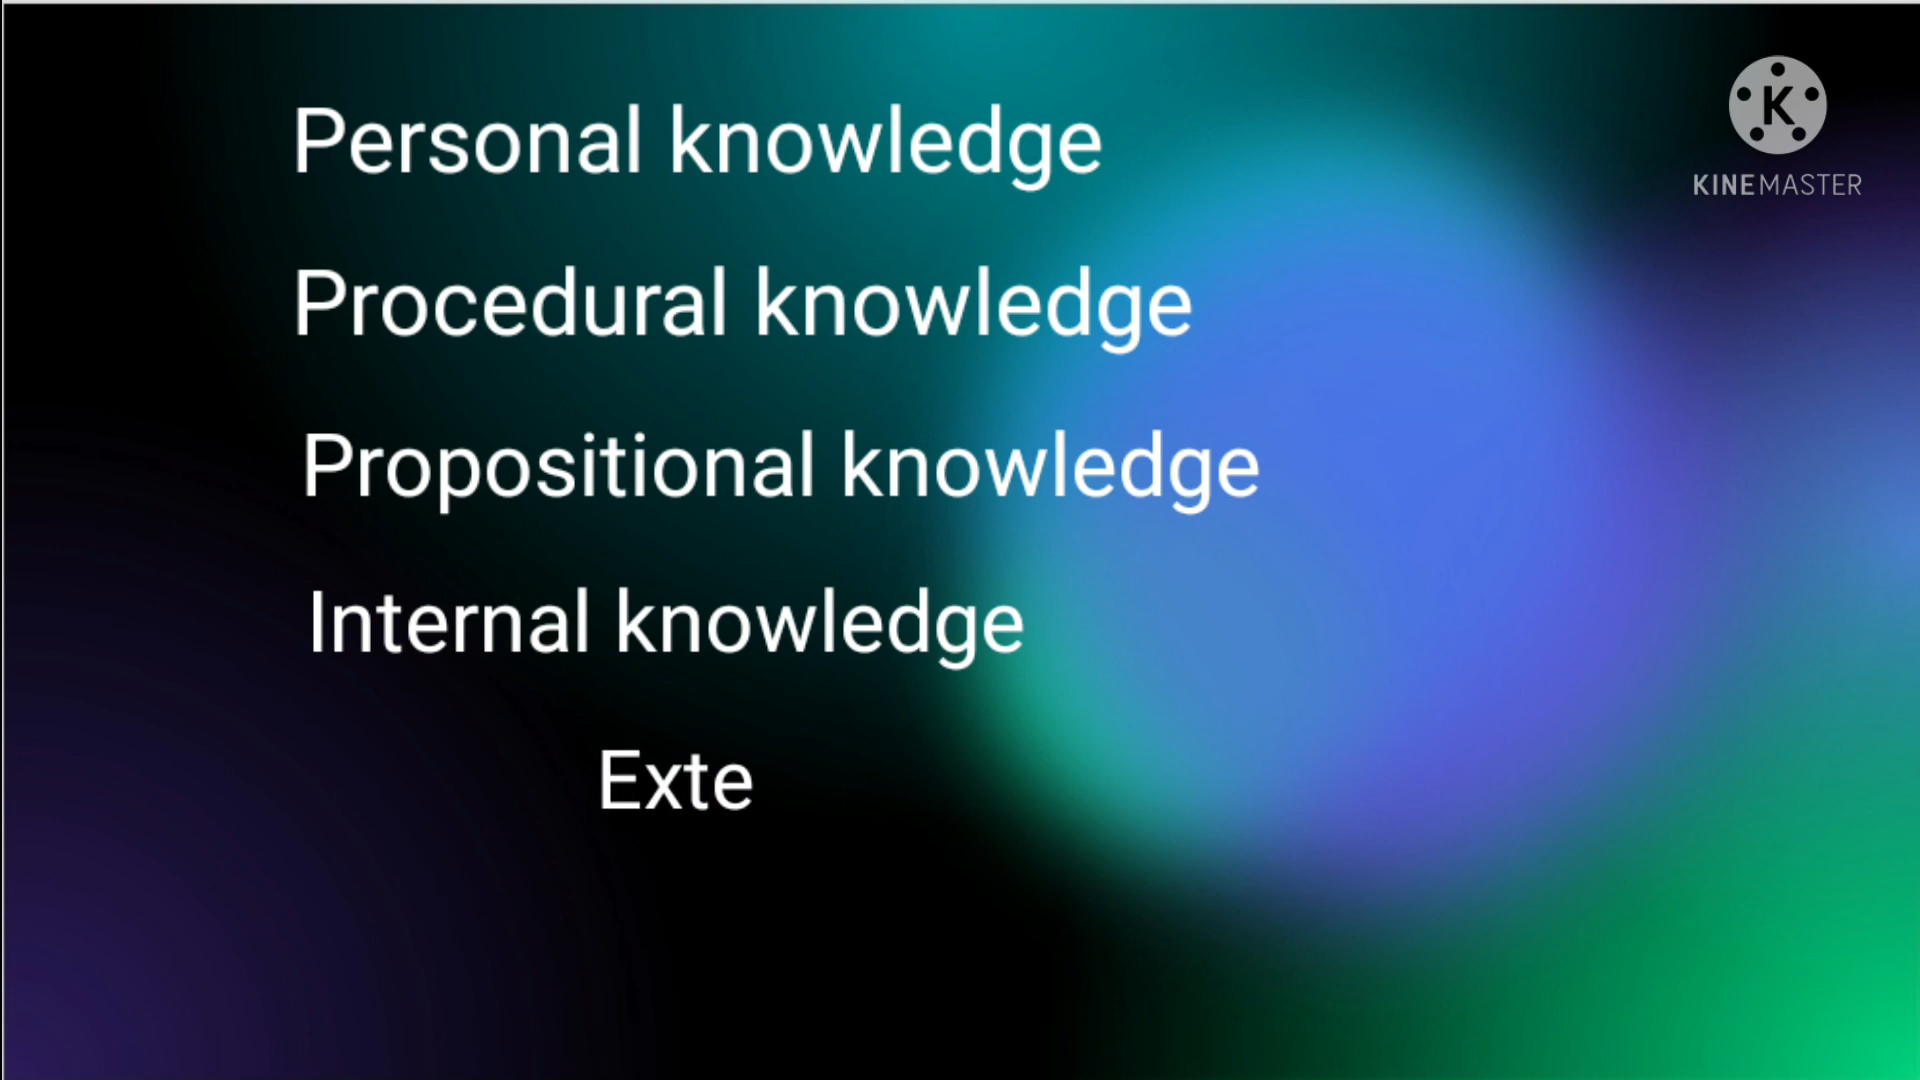 Personal knowledge
K
KINEMASTER
Procedural knowledge
Propositional knowledge
Internal knowledge
Exte